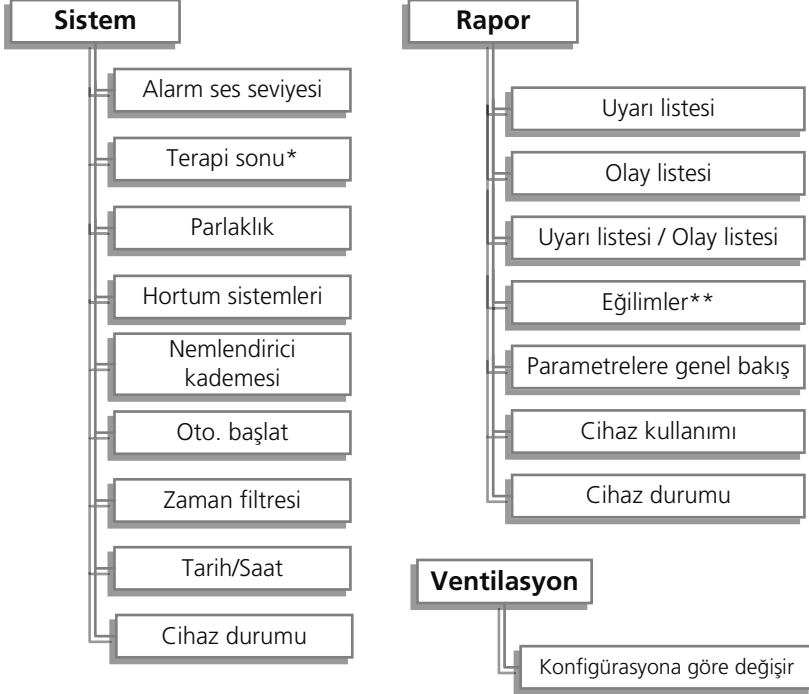 Sistem
Alarm ses seviyesi
Terapi sonu*
Parlaklık
Hortum sistemleri
Nemlendirici
kademesi
Oto. başlat
Zaman filtresi
Tarih/Saat
Cihaz durumu
Rapor
Uyarı listesi
Olay listesi
Uyarı listesi / Olay listesi
Eğilimler**
Parametrelere genel bakış
Cihaz kullanımı
Cihaz durumu
Ventilasyon
Konfigürasyona göre değişir